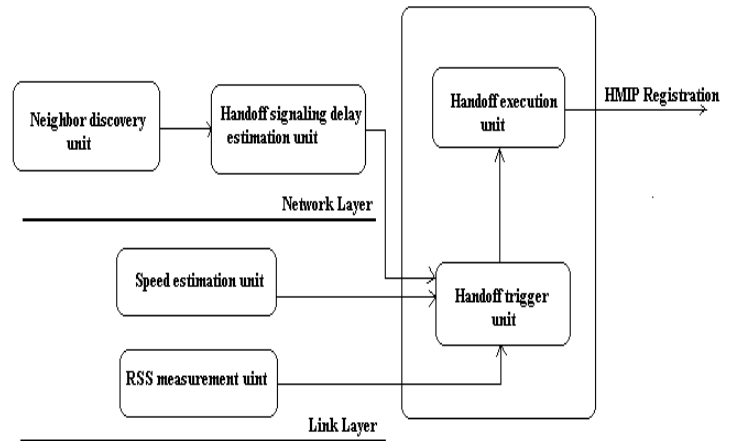 Neighbor discovery
unit
Handoff signaling delay
estimation unit
Handoff execution
unit
HMIP Registration
Network Layer
Speed estimation unit
Handoff trigger
unit
RSS measurement uint
Link Layer